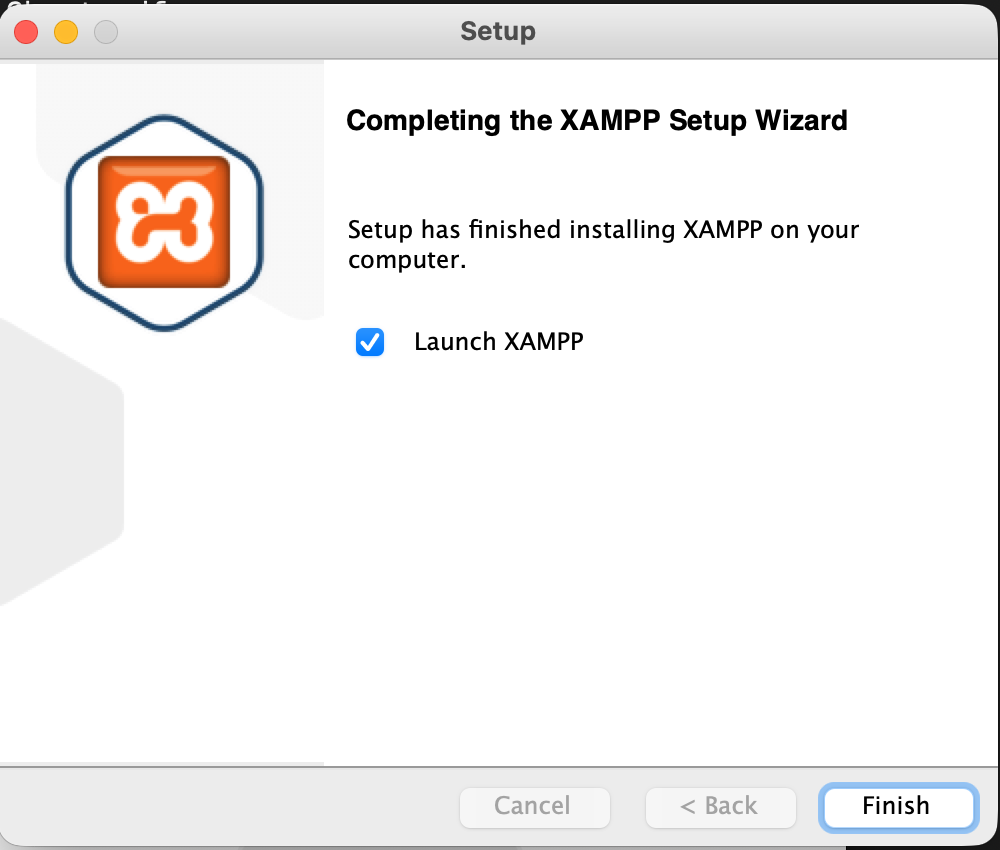 Setup
Completing the XAMPP Setup Wizard
Setup has finished installing XAMPP on your
computer.
Launch XAMPP
Cancel
< Back
Finish